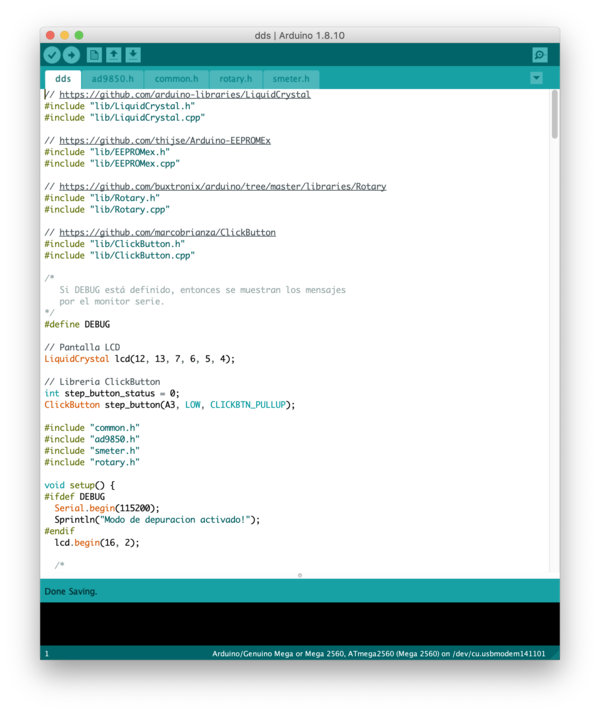 dds | Arduino 1.8.10
dds ad9850.h common.h rotary.h smeter.h
// https://github.com/arduino-libraries/LiquidCrystal
#include "lib/LiquidCrystal.h"
#include "lib/LiquidCrystal.cpp"
// https://github.com/thijse/Arduino-EEPROMEx
#include "lib/EEPROMex.h"
#include "lib/EEPROMex.cpp"
// https://github.com/buxtronix/arduino/tree/master/libraries/Rotary
#include "lib/Rotary.h"
#include "lib/Rotary.cpp"
// https://github.com/marcobrianza/ClickButton
#include "lib/ClickButton.h"
#include "lib/ClickButton.cpp"
/*
Si DEBUG está definido, entonces se muestran los mensajes
por el monitor serie.
*/
#define DEBUG
// Pantalla LCD
LiquidCrystal lcd(12, 13, 7, 6, 5, 4);
// Libreria ClickButton
int step_button_status = 0;
ClickButton step_button(A3, LOW, CLICKBTN_PULLUP);
#include "common.h"
#include "ad9850.h"
#include "smeter.h"
#include "rotary.h"
void setup() {
#ifdef DEBUG
Serial.begin(115200);
Sprintln("Modo de depuracion activado!");
#endif
lcd.begin(16, 2);
/*
Done Saving.
1 Arduino/Genuino Mega or Mega 2560, ATmega2560 (Mega 2560) on /dev/cu.usbmodem141101